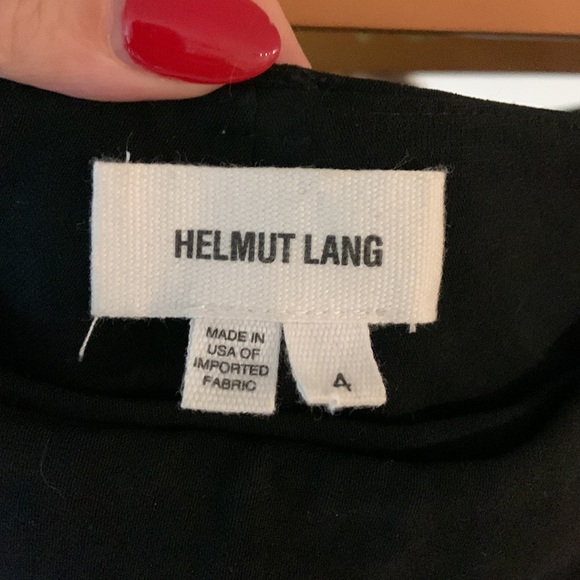 HELMUT LANG
MADE IN
USA OF
IMPORTED
FABRIC
4